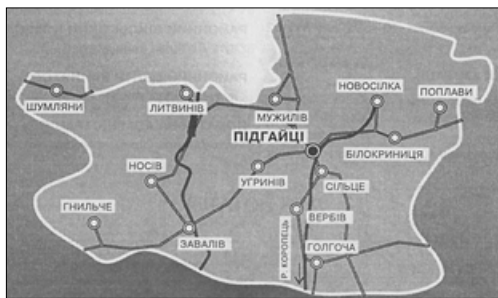 НОВОСІЛКА
ПОПЛАВИ
ШУМЛЯНИ
ЛИТВИНІВ
МУЖИЛІВ
ПІДГАЙЦІ
БІЛОКРИНИЦЯ
НОСІВ
УГРИНІВ
СІЛЬЦЕ
ГНИЛЬЧЕ
ВЕРБІВ
ЗАВАЛІВ
ГОЛГОЧА
Р. КОРОПЕЦЬ